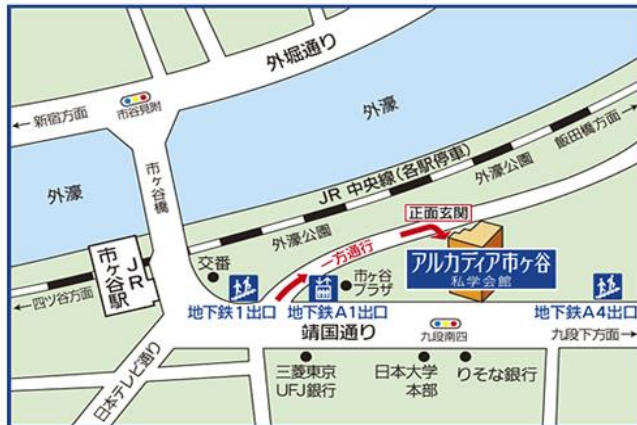 外堀通り
←新宿方面
市谷見附
外濠
飯田橋方面→
JR 中央線(各駅停車)
外濠公園
市ヶ谷橋
外濠
正面玄関
外濠公園
一方通行
アルカディア市ヶ谷
私学会館
JR
市ヶ谷駅
交番
市ヶ谷
プラザ
←四ツ谷方面
地下鉄1出口
地下鉄A1出口
地下鉄A4出口
靖国通り
九段南四
九段下方面→
日本テレビ通り
三菱東京
UFJ銀行
日本大学
本部
りそな銀行